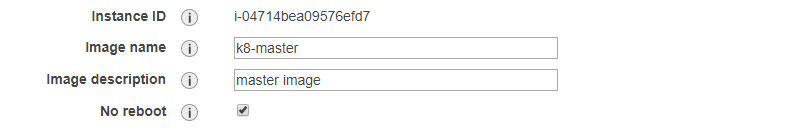 Instance ID i i-04714bea09576efd7
Image name i k8-master
Image description i master image
No reboot i